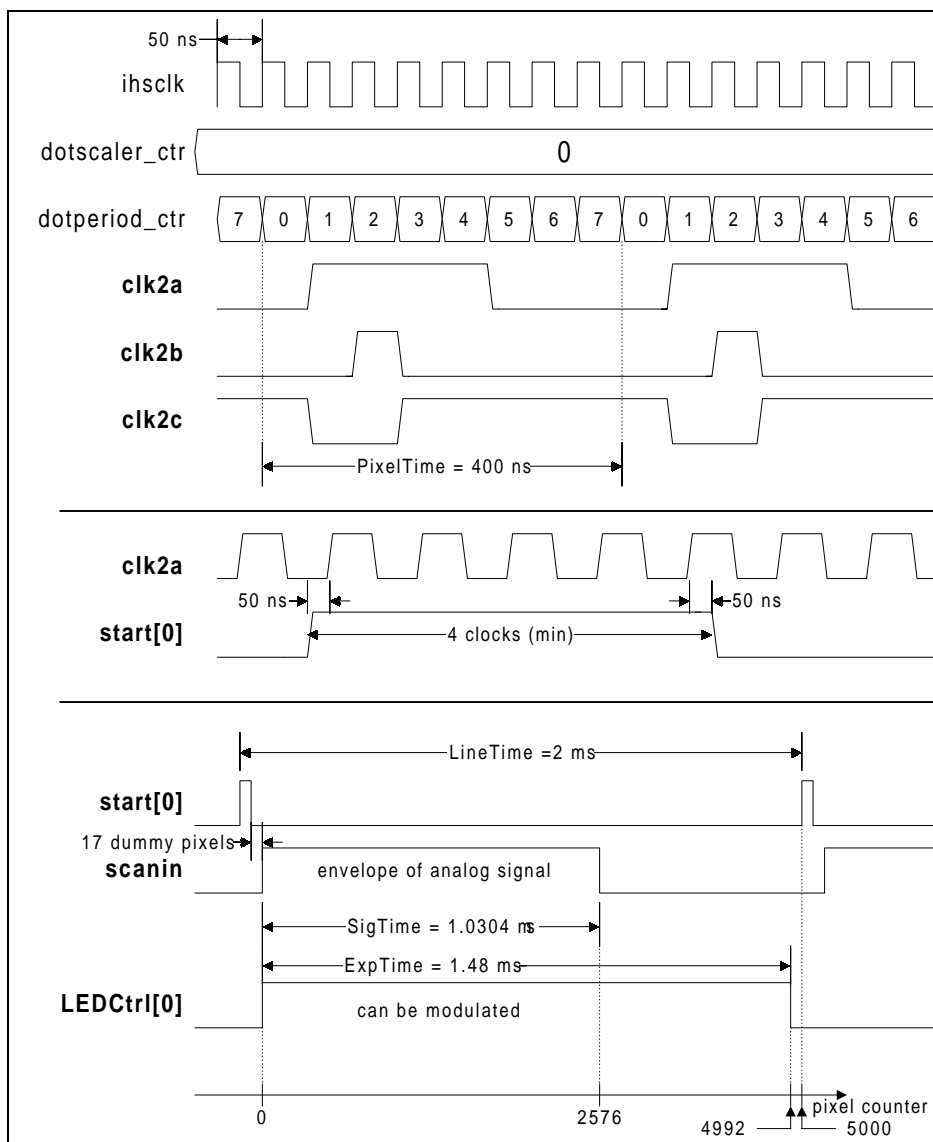 50 ns
ihsclk
dotscaler_ctr 0
dotperiod_ctr 7 0 1 2 3 4 5 6 7 0 1 2 3 4 5 6
clk2a
clk2b
clk2c
PixelTime = 400 ns
clk2a
50 ns 50 ns
start[0] 4 clocks (min)
LineTime =2 ms
start[0]
17 dummy pixels
scanin envelope of analog signal
SigTime = 1.0304 ms
ExpTime = 1.48 ms
LEDCtrl[0] can be modulated
pixel counter
0 2576 4992 5000